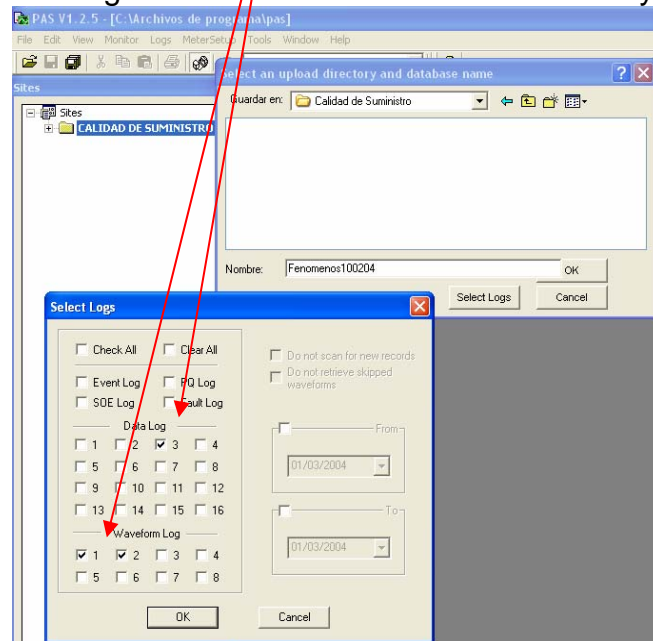 PAS V1.2.5 - [C:\Archivos de programa\pas]
File Edit View Monitor Logs MeterSetup Tools Window Help
Sites
Select an upload directory and database name
Guardar en: Calidad de Suministro
Sites
CALIDAD DE SUMINISTRO
Nombre: Fenomenos100204 OK
Select Logs Cancel
Select Logs
Check All Clear All
Do not scan for new records
Do not retrieve skipped
waveforms
Event Log PQ Log
SOE Log Fault Log
Data Log
1 2 3 4
5 6 7 8
9 10 11 12
13 14 15 16
From
01/03/2004
To
01/03/2004
Waveform Log
1 2 3 4
5 6 7 8
OK Cancel